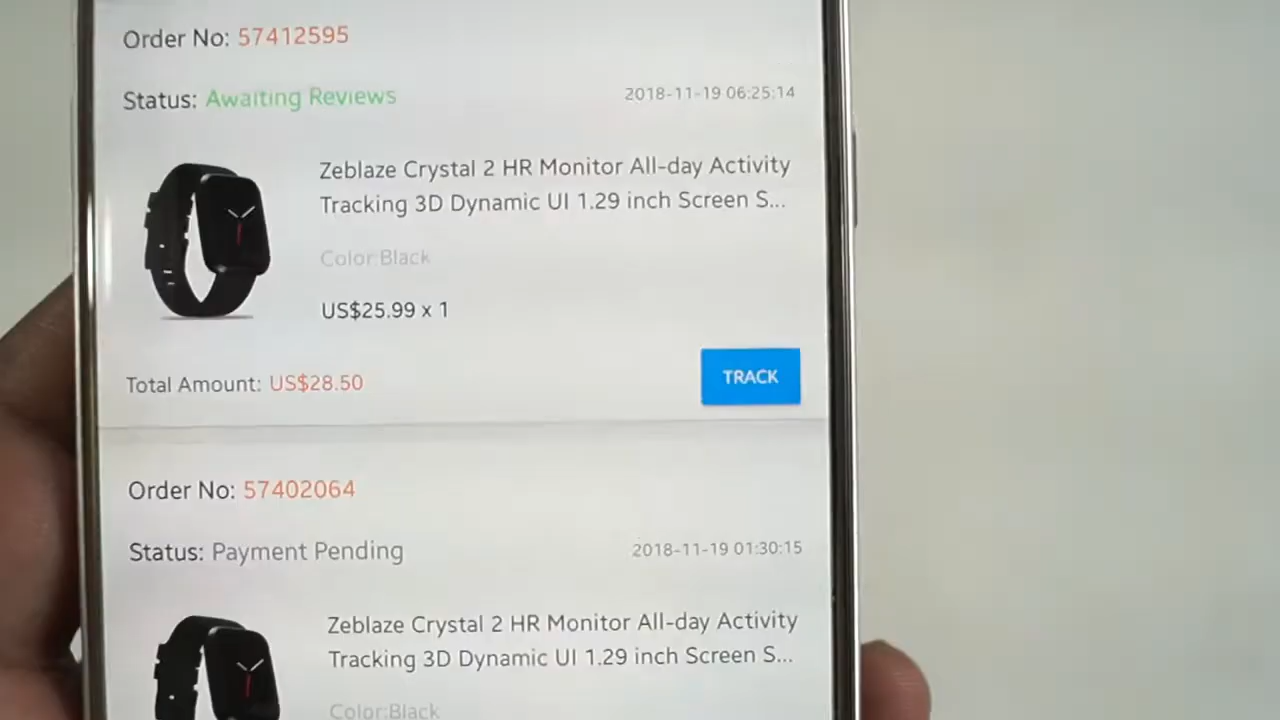 Order No: 57412595
Status: Awaiting Reviews 2018-11-19 06:25:14
Zeblaze Crystal 2 HR Monitor All-day Activity
Tracking 3D Dynamic UI 1.29 inch Screen S...
Color:Black
US$25.99 x 1
Total Amount: US$28.50 TRACK
Order No: 57402064
Status: Payment Pending 2018-11-19 01:30:15
Zeblaze Crystal 2 HR Monitor All-day Activity
Tracking 3D Dynamic UI 1.29 inch Screen S...
Color:Black